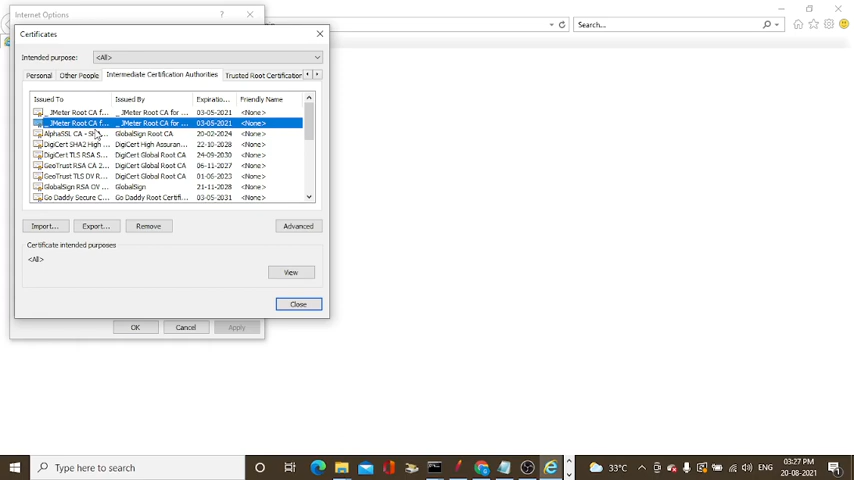 Internet Options ? ×
Search...
Certificates
Intended purpose: <All>
Personal Other People Intermediate Certification Authorities Trusted Root Certification
Issued To Issued By Expiratio... Friendly Name
_ JMeter Root CA f... _ JMeter Root CA for ... 03-05-2021 <None>
_ JMeter Root CA f... _ JMeter Root CA for ... 03-05-2021 <None>
AlphaSSL CA - SH... GlobalSign Root CA 20-02-2024 <None>
DigiCert SHA2 High ... DigiCert High Assuran... 22-10-2028 <None>
DigiCert TLS RSA S... DigiCert Global Root CA 24-09-2030 <None>
GeoTrust RSA CA 2... DigiCert Global Root CA 06-11-2027 <None>
GeoTrust TLS DV R... DigiCert Global Root CA 01-06-2023 <None>
GlobalSign RSA OV ... GlobalSign 21-11-2028 <None>
Go Daddy Secure C... Go Daddy Root Certifi... 03-05-2031 <None>
Import... Export... Remove Advanced
Certificate intended purposes
<All>
View
Close
OK Cancel Apply
Type here to search
33°C ENG 03:27 PM
20-08-2021